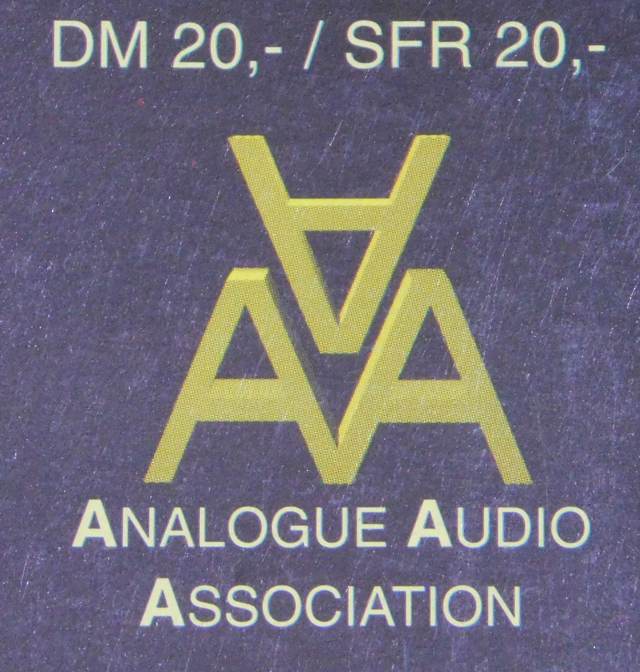 DM 20,- / SFR 20,-
A
A A
ANALOGUE AUDIO
ASSOCIATION